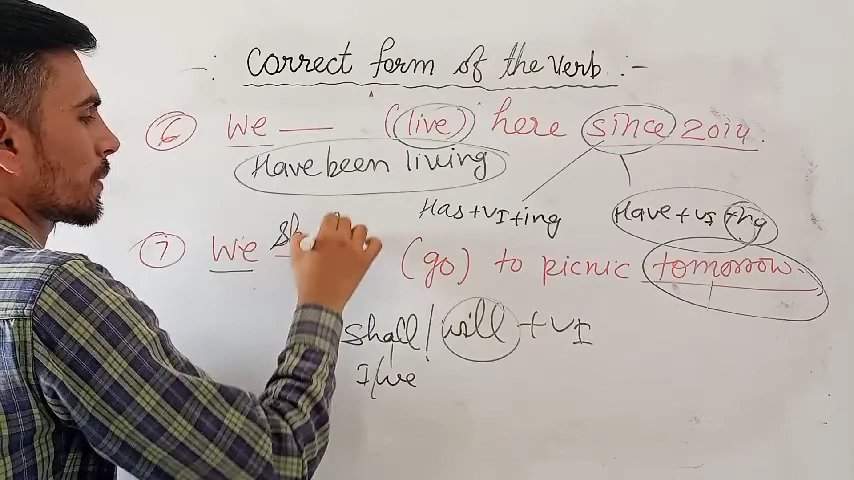 -: Correct form of the verb :-
6 We ___ (live) here since 2014.
Have been living
Has+VI+ing Have+VI+ing
7 We (go) to picnic tomorrow.
shall/will + VI
I/we